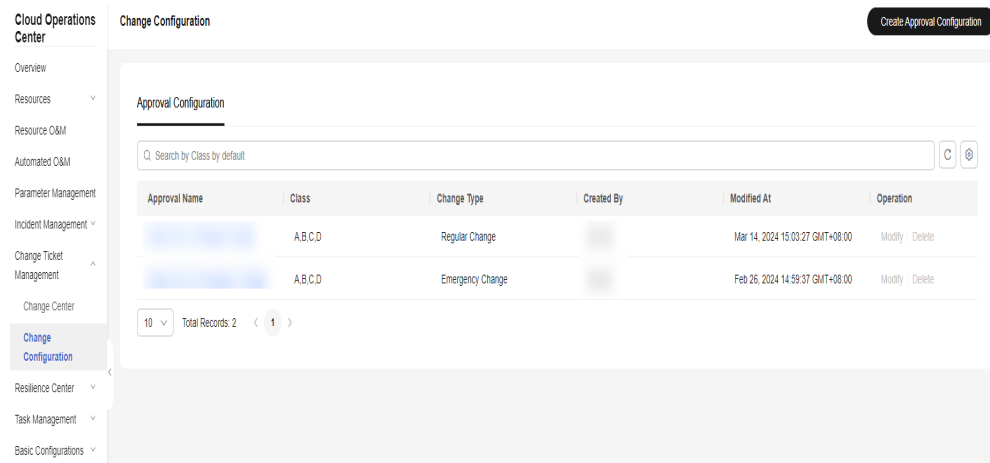 Cloud Operations
Center
Overview
Resources
Resource O&M
Automated O&M
Parameter Management
Incident Management
Change Ticket
Management
Change Center
Change
Configuration
Resilience Center
Task Management
Basic Configurations
Change Configuration
Create Approval Configuration
Approval Configuration
Search by Class by default
Approval Name Class Change Type Created By Modified At Operation
A,B,C,D Regular Change Mar 14, 2024 15:03:27 GMT+08:00 Modify Delete
A,B,C,D Emergency Change Feb 26, 2024 14:59:37 GMT+08:00 Modify Delete
10 Total Records: 2 1